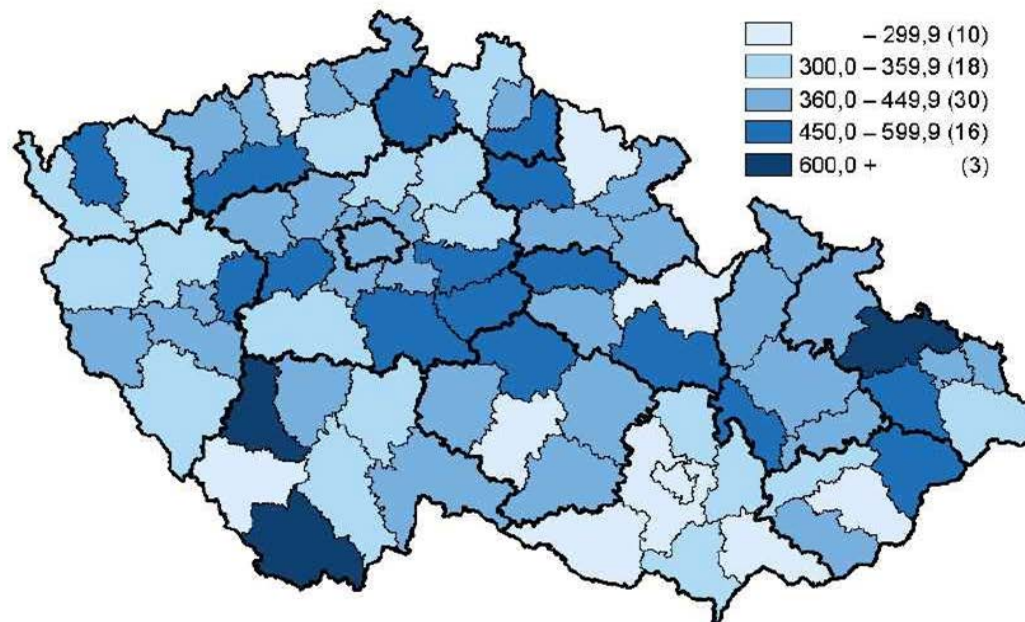 – 299,9 (10)
300,0 – 359,9 (18)
360,0 – 449,9 (30)
450,0 – 599,9 (16)
600,0 + (3)